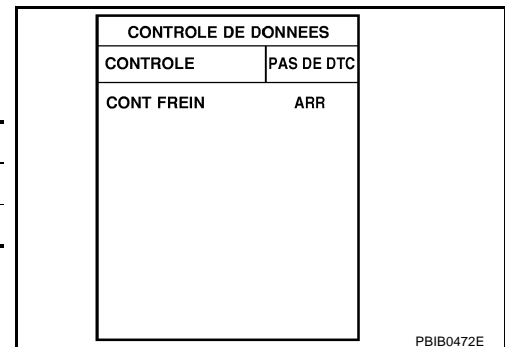 CONTROLE DE DONNEES
CONTROLE PAS DE DTC
CONT FREIN ARR
PBIB0472E